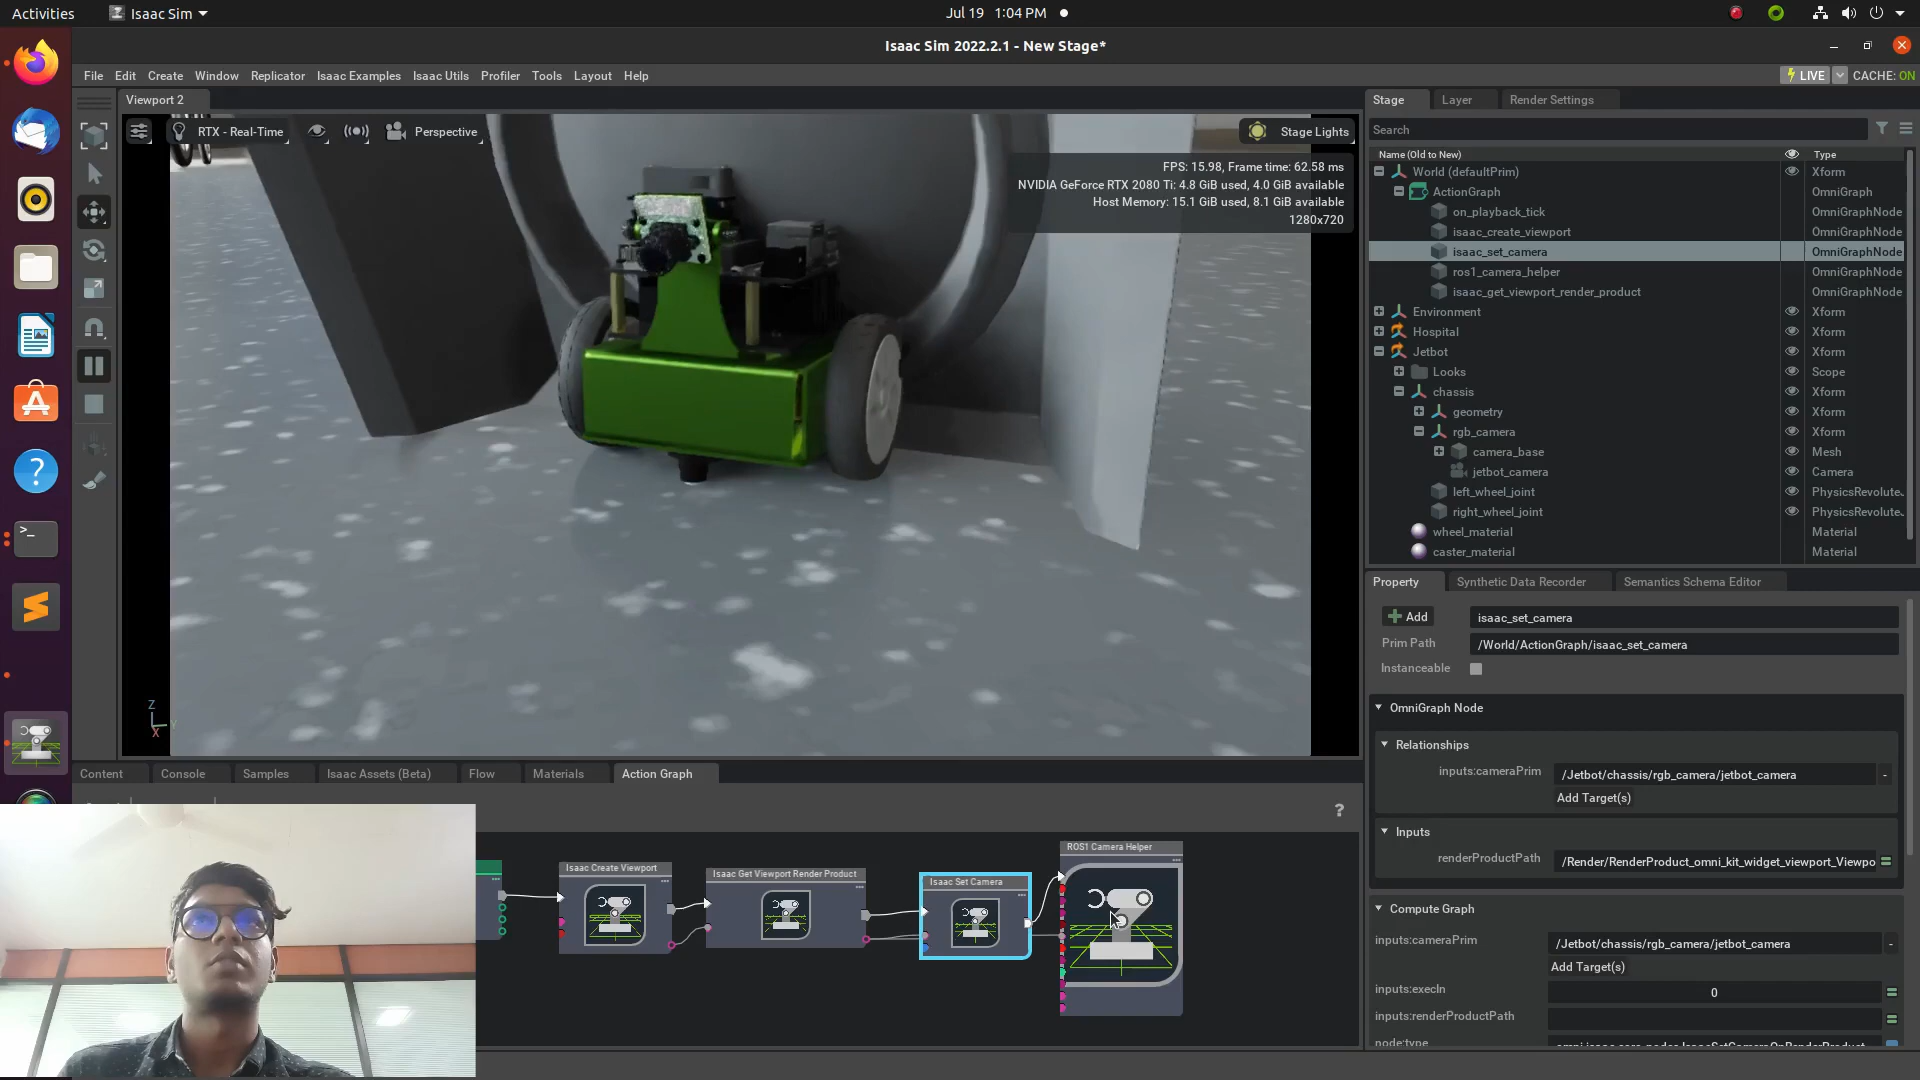 Activities
Isaac Sim
Jul 19 1:04 PM
Isaac Sim 2022.2.1 - New Stage*
File Edit Create Window Replicator Isaac Examples Isaac Utils Profiler Tools Layout Help
LIVE
CACHE: ON
Viewport 2
RTX - Real-Time
Perspective
Stage Lights
FPS: 15.98, Frame time: 62.58 ms
NVIDIA GeForce RTX 2080 Ti: 4.8 GiB used, 4.0 GiB available
Host Memory: 15.1 GiB used, 8.1 GiB available
1280x720
Z
Y
X
Stage Layer Render Settings
Search
Name (Old to New) Type
World (defaultPrim) Xform
ActionGraph OmniGraph
on_playback_tick OmniGraphNode
isaac_create_viewport OmniGraphNode
isaac_set_camera OmniGraphNode
ros1_camera_helper OmniGraphNode
isaac_get_viewport_render_product OmniGraphNode
Environment Xform
Hospital Xform
Jetbot Xform
Looks Scope
chassis Xform
geometry Xform
rgb_camera Xform
camera_base Mesh
jetbot_camera Camera
left_wheel_joint PhysicsRevolute.
right_wheel_joint PhysicsRevolute.
wheel_material Material
caster_material Material
Property Synthetic Data Recorder Semantics Schema Editor
Add isaac_set_camera
Prim Path /World/ActionGraph/isaac_set_camera
Instanceable
OmniGraph Node
Relationships
inputs:cameraPrim /Jetbot/chassis/rgb_camera/jetbot_camera -
Add Target(s)
Inputs
renderProductPath /Render/RenderProduct_omni_kit_widget_viewport_Viewpo
Compute Graph
inputs:cameraPrim /Jetbot/chassis/rgb_camera/jetbot_camera -
Add Target(s)
inputs:execIn 0
inputs:renderProductPath
node:type
Content Console Samples Isaac Assets (Beta) Flow Materials Action Graph
?
Isaac Create Viewport
Isaac Get Viewport Render Product
Isaac Set Camera
ROS1 Camera Helper